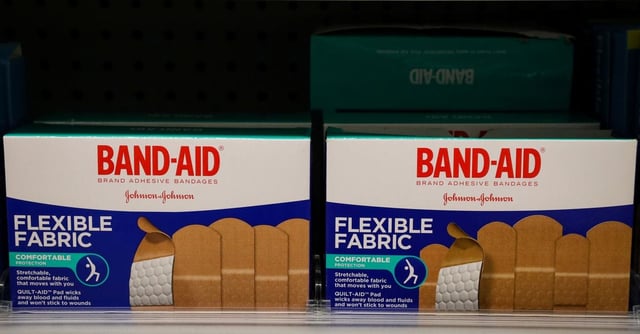 BAND-AID
BAND-AID®
BRAND ADHESIVE BANDAGES
Johnson & Johnson
FLEXIBLE
FABRIC
COMFORTABLE
PROTECTION
Stretchable,
comfortable fabric
that moves with you
QUILT-AID™ Pad
wicks away blood and fluids
and won't stick to wounds
BAND-AID®
BRAND ADHESIVE BANDAGES
Johnson & Johnson
FLEXIBLE
FABRIC
COMFORTABLE
PROTECTION
Stretchable,
comfortable fabric
that moves with you
QUILT-AID™ Pad
wicks away blood and fluids
and won't stick to wounds